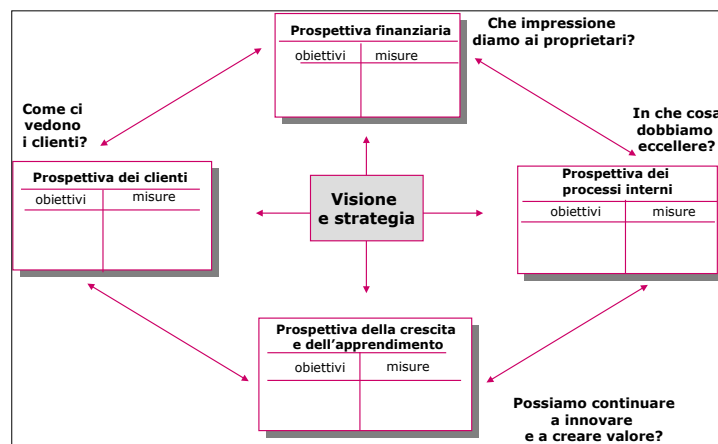 Prospettiva finanziaria
obiettivi misure
Che impressione
diamo ai proprietari?
Come ci
vedono
i clienti?
In che cosa
dobbiamo
eccellere?
Prospettiva dei clienti
obiettivi misure
Visione
e strategia
Prospettiva dei
processi interni
obiettivi misure
Prospettiva della crescita
e dell’apprendimento
obiettivi misure
Possiamo continuare
a innovare
e a creare valore?